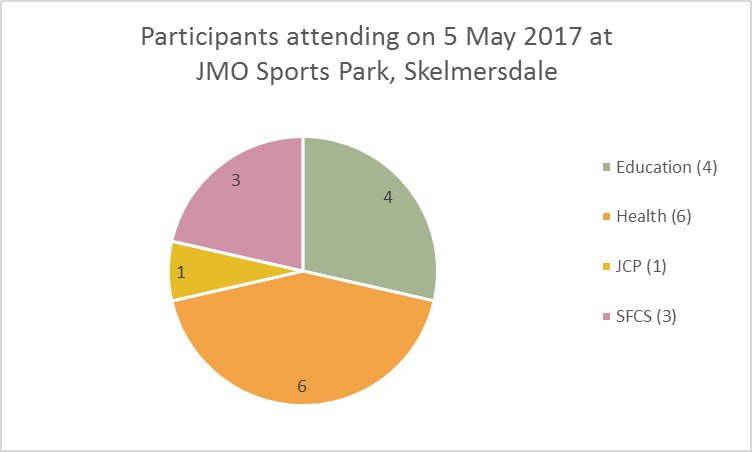 Participants attending on 5 May 2017 at
JMO Sports Park, Skelmersdale
3
4
1
6
Education (4)
Health (6)
JCP (1)
SFCS (3)